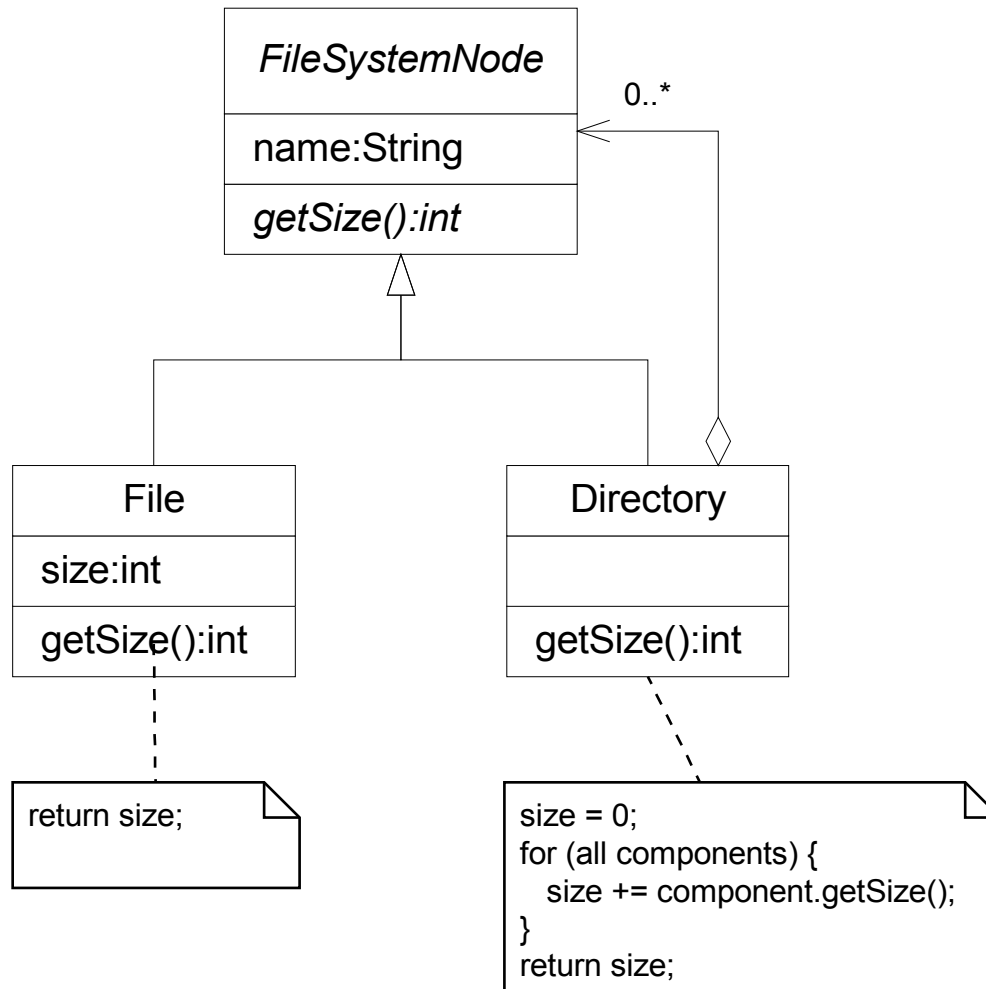 FileSystemNode
0..*
name:String
getSize():int
File
size:int
getSize():int
Directory
getSize():int
return size;
size = 0;
for (all components) {
size += component.getSize();
}
return size;